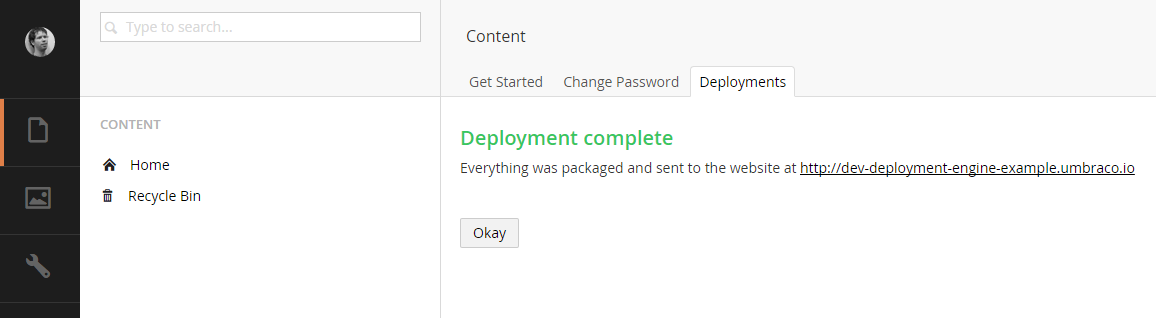 Type to search...
CONTENT
Home
Recycle Bin
Content
Get Started Change Password Deployments
Deployment complete
Everything was packaged and sent to the website at http://dev-deployment-engine-example.umbraco.io
Okay